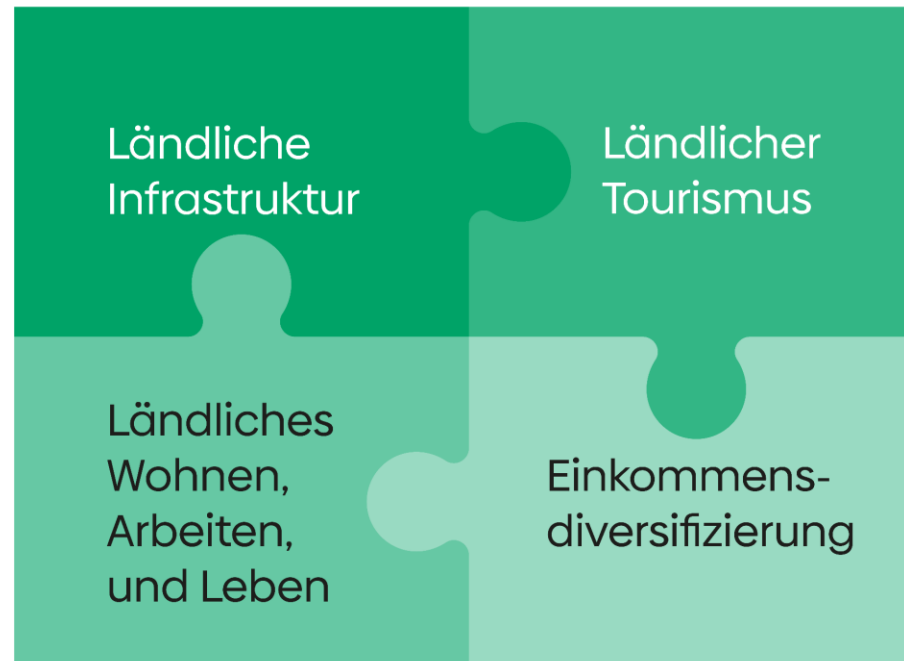 Ländliche
Infrastruktur
Ländlicher
Tourismus
Ländliches
Wohnen,
Arbeiten,
und Leben
Einkommens-
diversifizierung